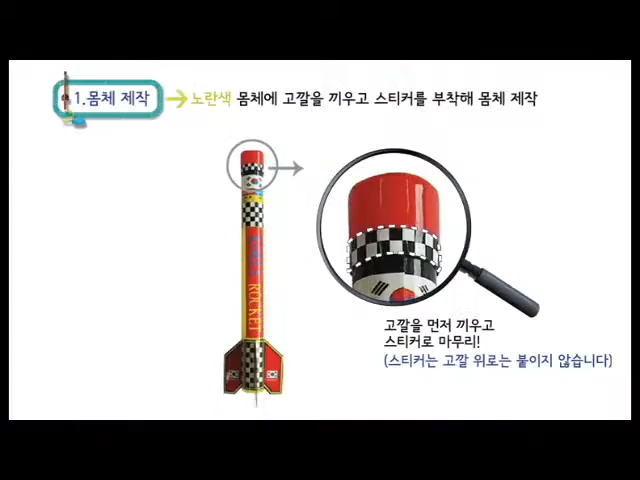 1.몸체 제작
노란색 몸체에 고깔을 끼우고 스티커를 부착해 몸체 제작
ROCKET
고깔을 먼저 끼우고
스티커로 마무리!
(스티커는 고깔 위로는 붙이지 않습니다)